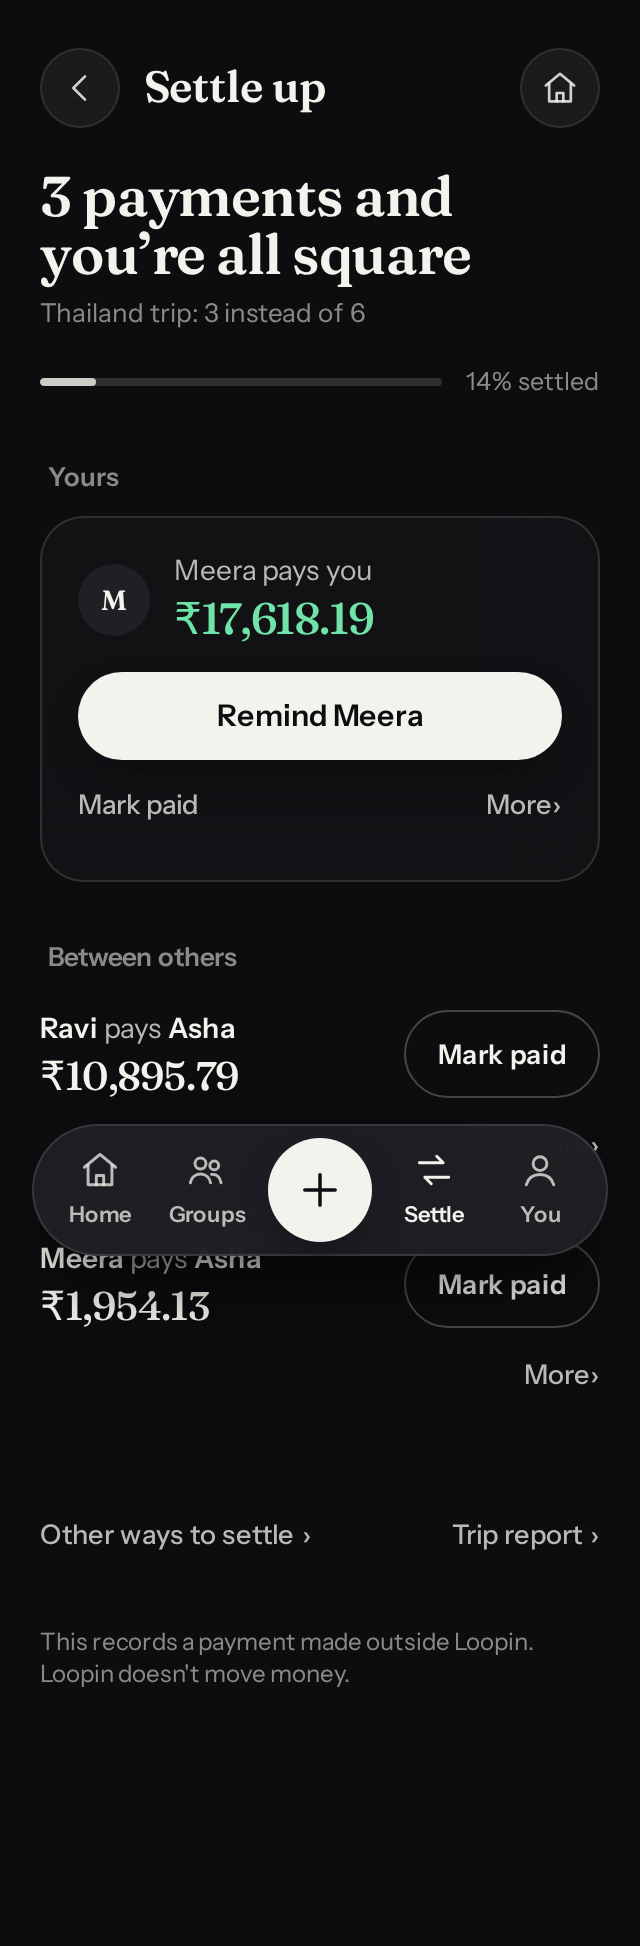 Settle up
3 payments and
you’re all square
Thailand trip: 3 instead of 6
14% settled
Yours
M
Meera pays you
₹17,618.19
Remind Meera
Mark paid
More›
Between others
Ravi pays Asha
₹10,895.79
Mark paid
Home
Groups
Settle
You
Meera pays Asha
₹1,954.13
Mark paid
More›
Other ways to settle ›
Trip report ›
This records a payment made outside Loopin.
Loopin doesn't move money.